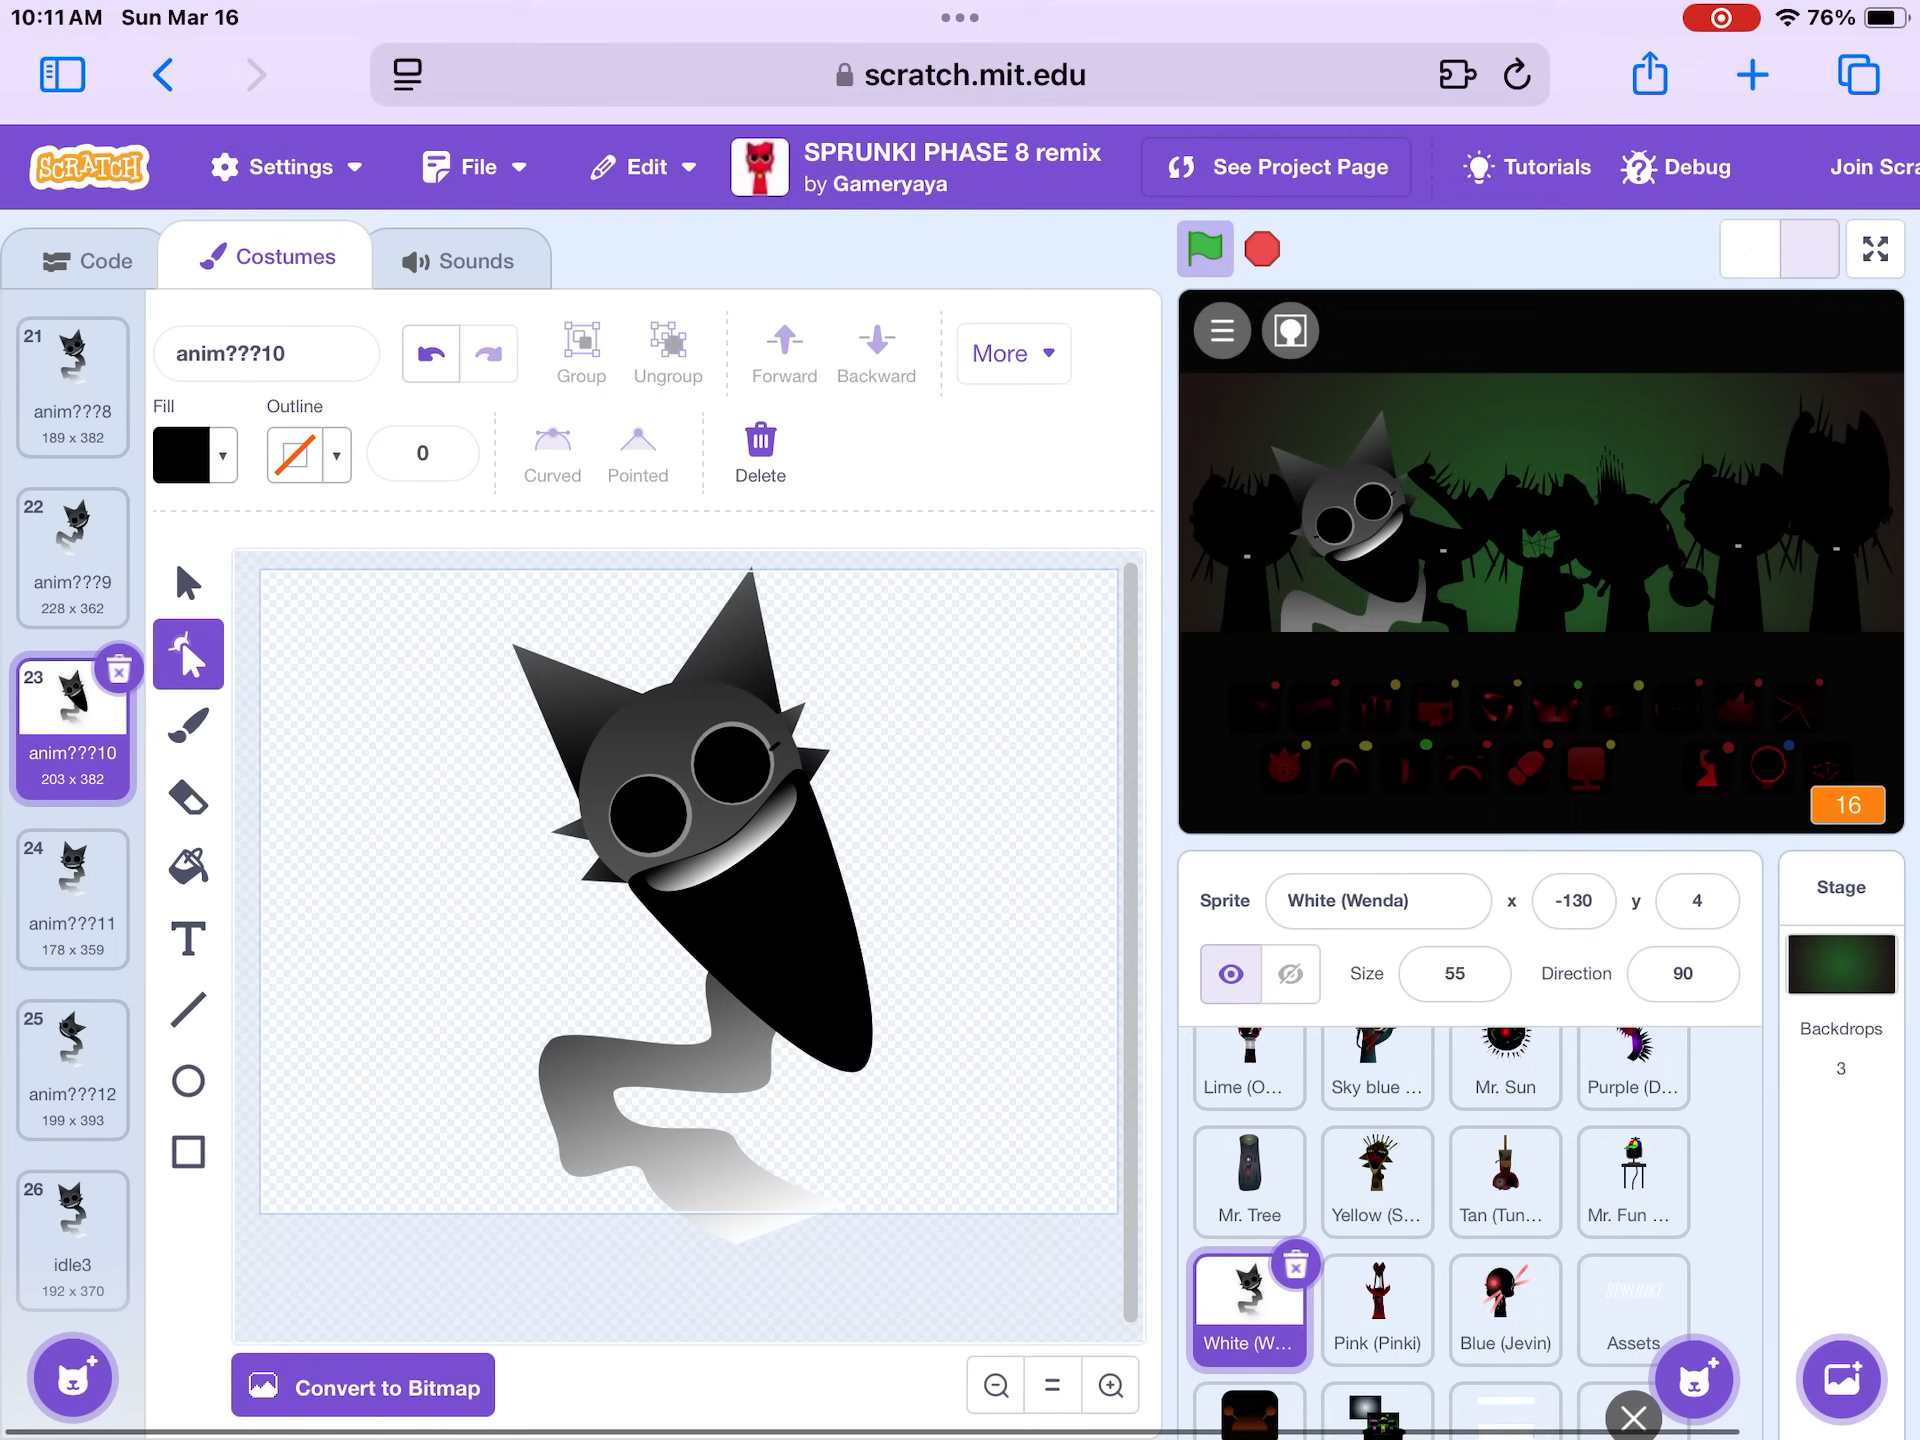 10:11 AM Sun Mar 16
76%
scratch.mit.edu
SCRATCH
Settings
File
Edit
SPRUNKI PHASE 8 remix
by Gameryaya
See Project Page
Tutorials
Debug
Join Scra
Code
Costumes
Sounds
21
anim???8
189 x 382
22
anim???9
228 x 362
23
anim???10
203 x 382
24
anim???11
178 x 359
25
anim???12
199 x 393
26
idle3
192 x 370
anim???10
Group
Ungroup
Forward
Backward
More
Fill
Outline
0
Curved
Pointed
Delete
T
Convert to Bitmap
=
16
Sprite
White (Wenda)
x
-130
y
4
Size
55
Direction
90
Stage
Backdrops
3
Lime (O...
Sky blue ...
Mr. Sun
Purple (D...
Mr. Tree
Yellow (S...
Tan (Tun...
Mr. Fun ...
White (W...
Pink (Pinki)
Blue (Jevin)
SPRUNKI
Assets